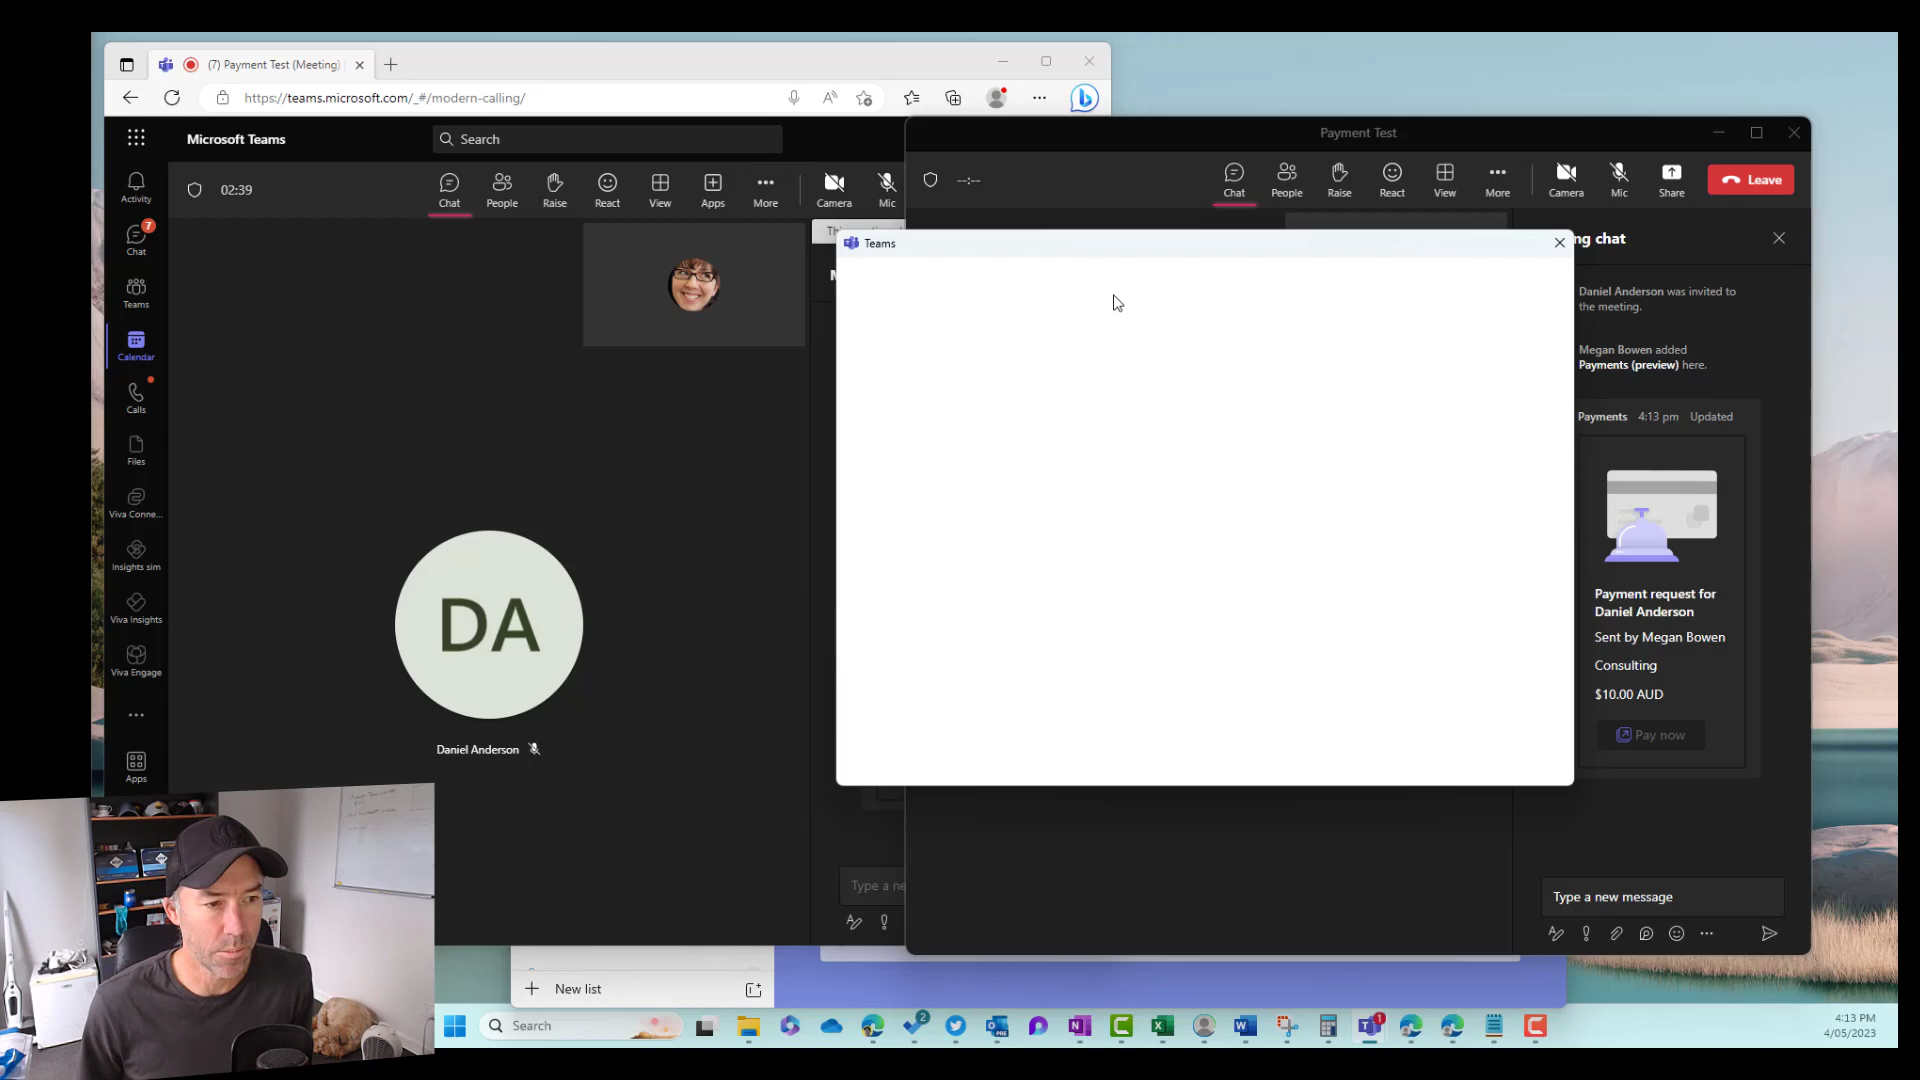 (7) Payment Test (Meeting)
https://teams.microsoft.com/_#/modern-calling/
Microsoft Teams
Search
Payment Test
02:39
Chat
People
Raise
React
View
Apps
More
Camera
Mic
--:--
Chat
People
Raise
React
View
More
Camera
Mic
Share
Leave
Activity
7
Chat
Teams
Calendar
Calls
Files
Viva Conne...
Insights sim
Viva Insights
Viva Engage
Apps
Teams
ng chat
Daniel Anderson was invited to
the meeting.
Megan Bowen added
Payments (preview) here.
Payments 4:13 pm Updated
Payment request for
Daniel Anderson
Sent by Megan Bowen
Consulting
$10.00 AUD
Pay now
DA
Daniel Anderson
Type a ne
Type a new message
New list
Search
2
1
4:13 PM
4/05/2023